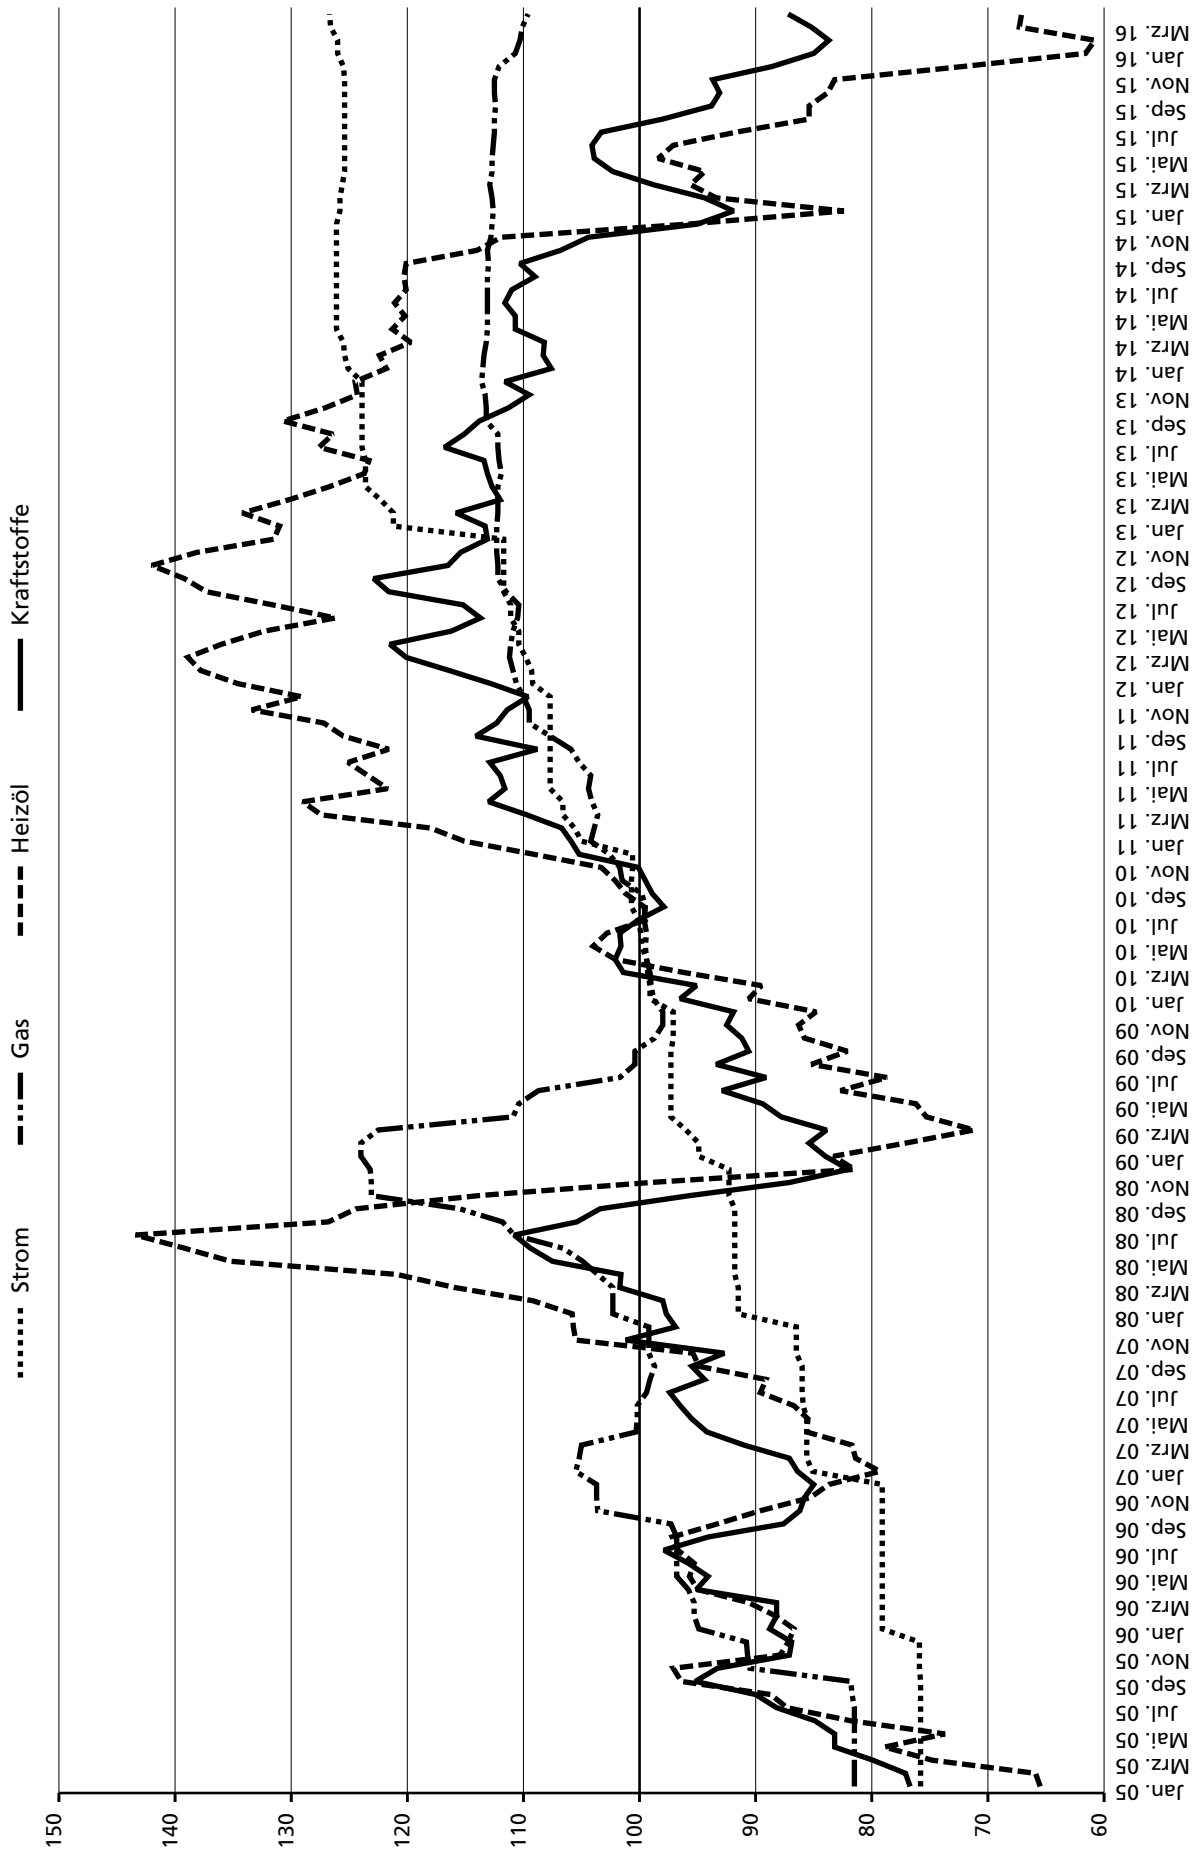 Strom Gas Heizöl Kraftstoffe
150
140
130
120
110
100
90
80
70
60
Jan. 05
Mrz. 05
Mai. 05
Jul. 05
Sep. 05
Nov. 05
Jan. 06
Mrz. 06
Mai. 06
Jul. 06
Sep. 06
Nov. 06
Jan. 07
Mrz. 07
Mai. 07
Jul. 07
Sep. 07
Nov. 07
Jan. 08
Mrz. 08
Mai. 08
Jul. 08
Sep. 08
Nov. 08
Jan. 09
Mrz. 09
Mai. 09
Jul. 09
Sep. 09
Nov. 09
Jan. 10
Mrz. 10
Mai. 10
Jul. 10
Sep. 10
Nov. 10
Jan. 11
Mrz. 11
Mai. 11
Jul. 11
Sep. 11
Nov. 11
Jan. 12
Mrz. 12
Mai. 12
Jul. 12
Sep. 12
Nov. 12
Jan. 13
Mrz. 13
Mai. 13
Jul. 13
Sep. 13
Nov. 13
Jan. 14
Mrz. 14
Mai. 14
Jul. 14
Sep. 14
Nov. 14
Jan. 15
Mrz. 15
Mai. 15
Jul. 15
Sep. 15
Nov. 15
Jan. 16
Mrz. 16